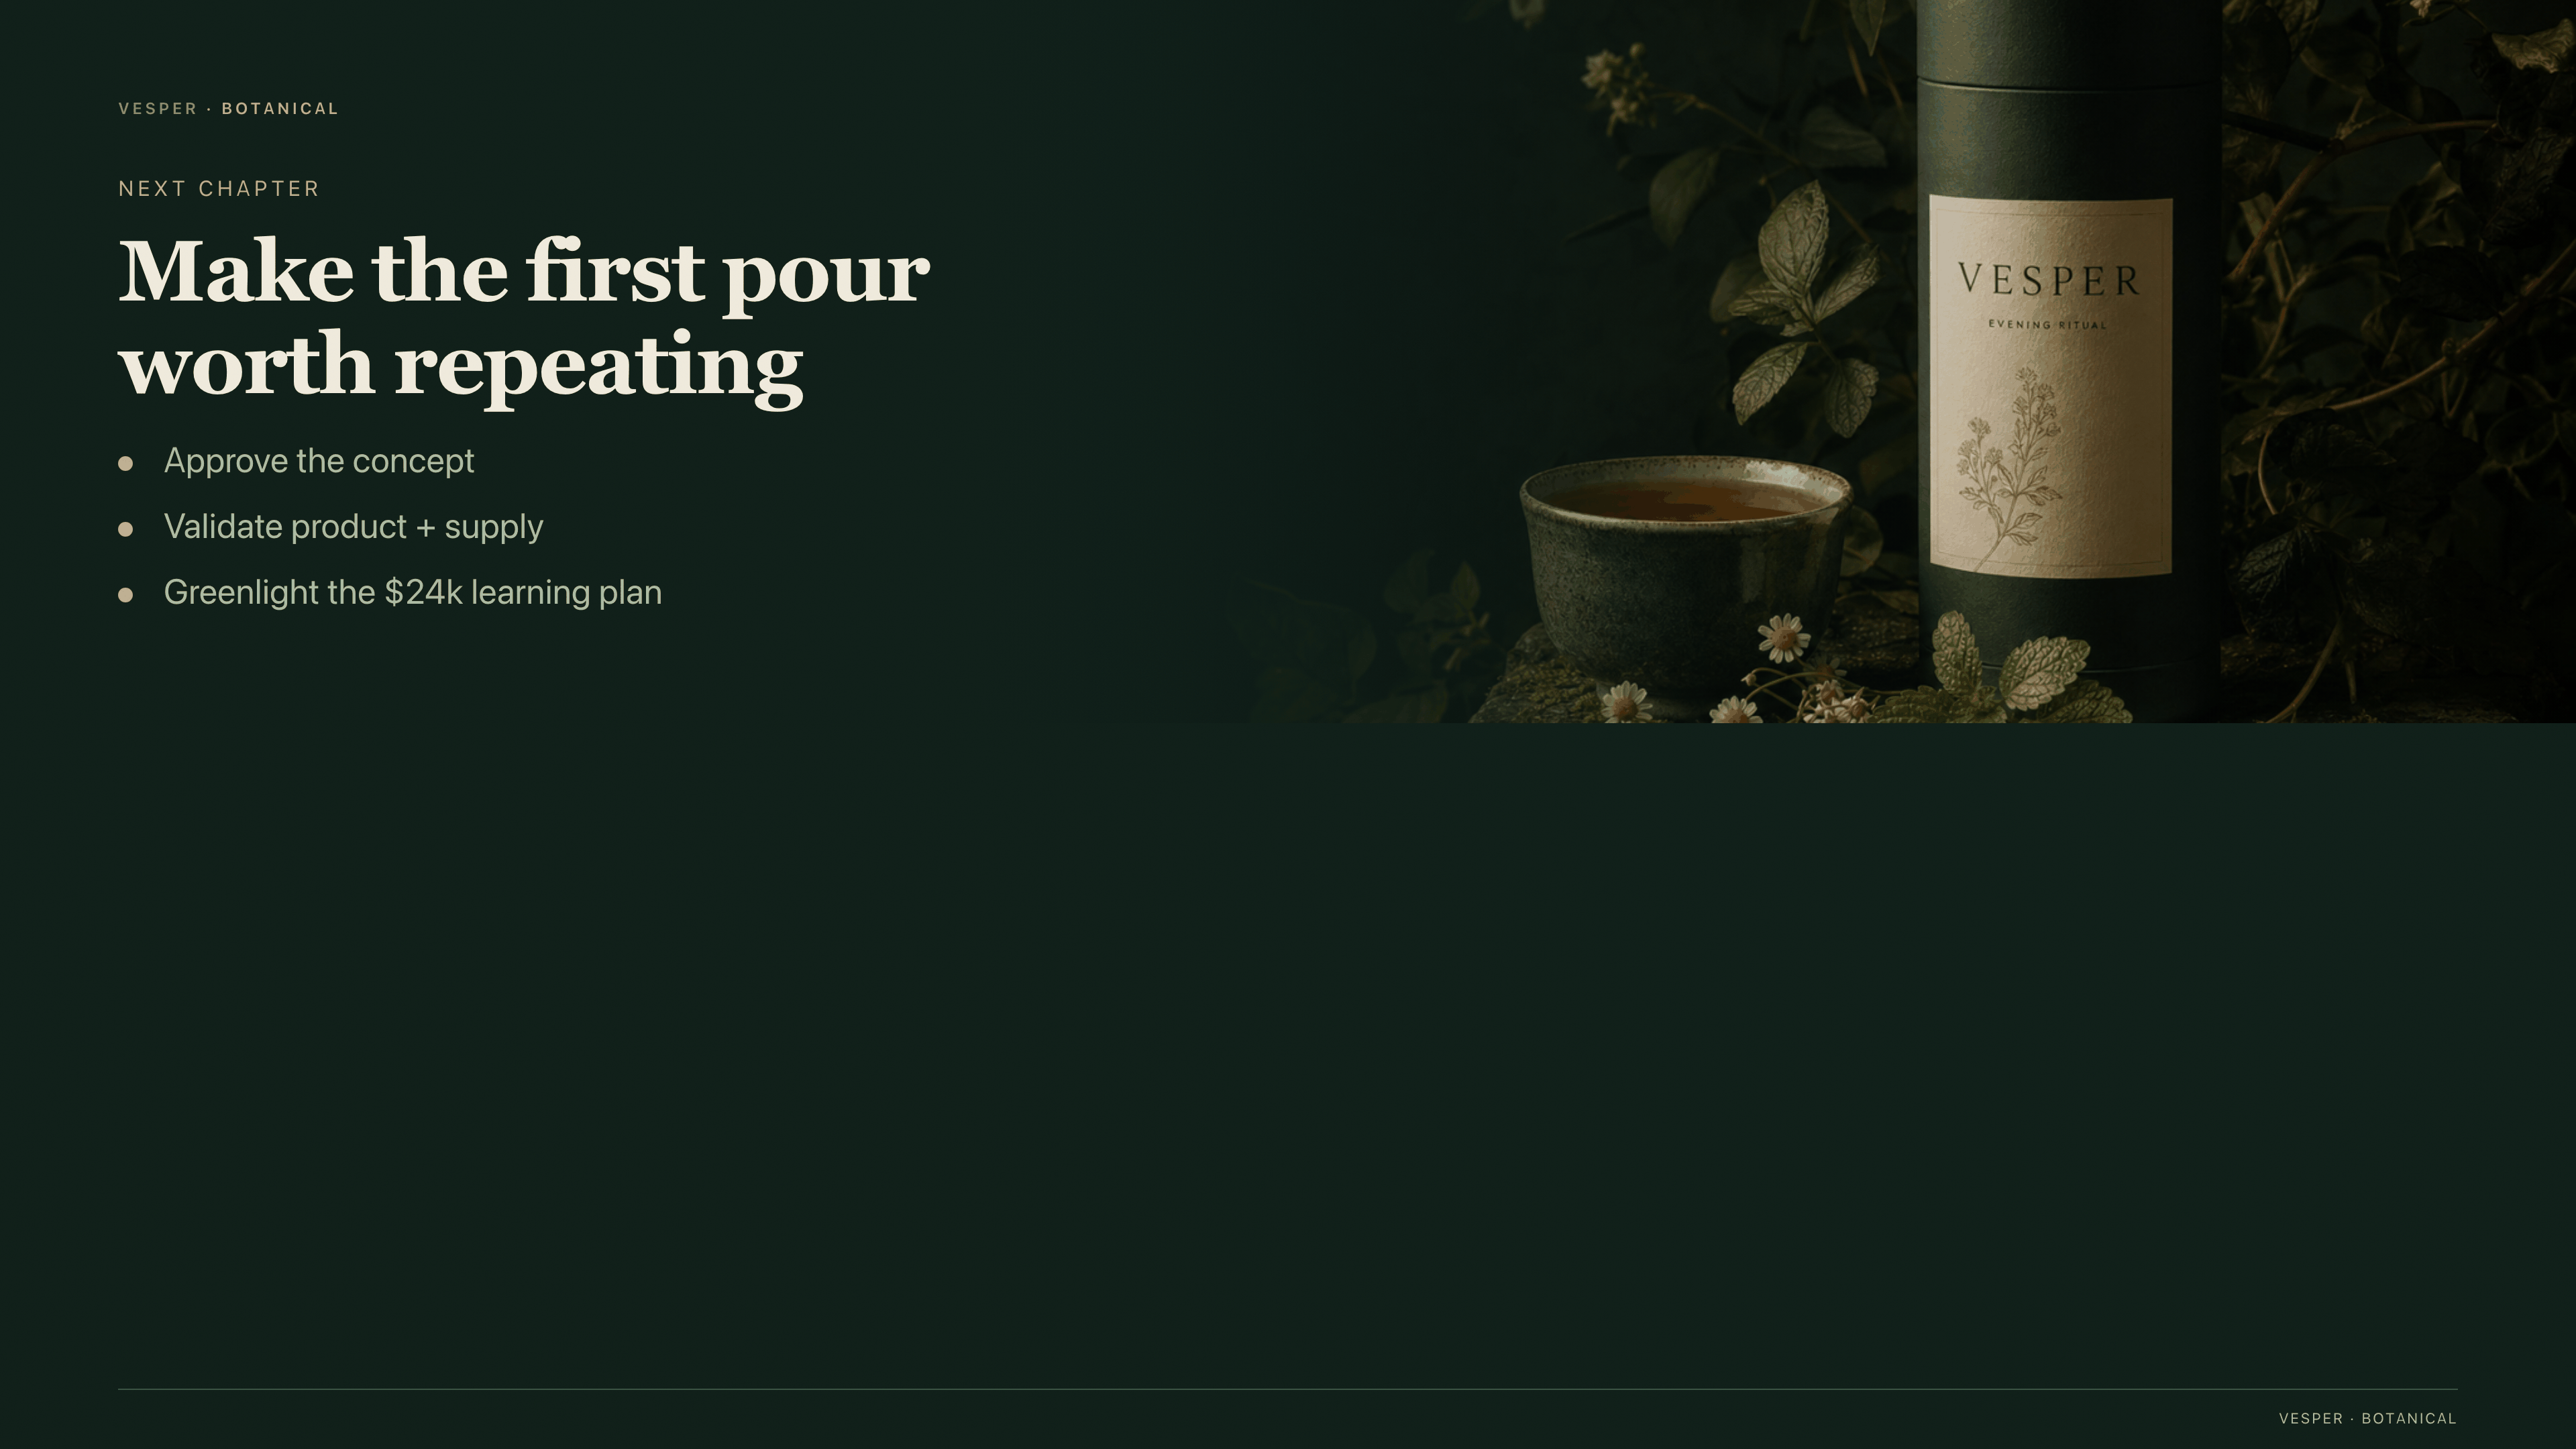 VESPER · BOTANICAL
NEXT CHAPTER
Make the first pour
worth repeating
Approve the concept
Validate product + supply
Greenlight the $24k learning plan
VESPER
EVENING RITUAL
VESPER · BOTANICAL